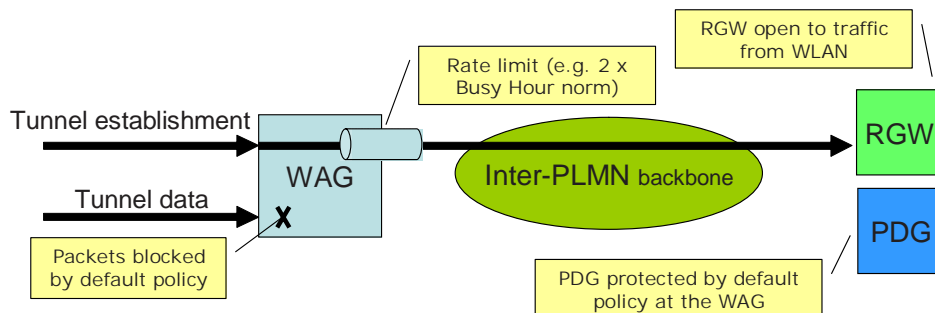 RGW open to traffic
from WLAN
Rate limit (e.g. 2 x
Busy Hour norm)
Tunnel establishment
WAG
Inter-PLMN backbone
RGW
Tunnel data
Packets blocked
by default policy
PDG
PDG protected by default
policy at the WAG